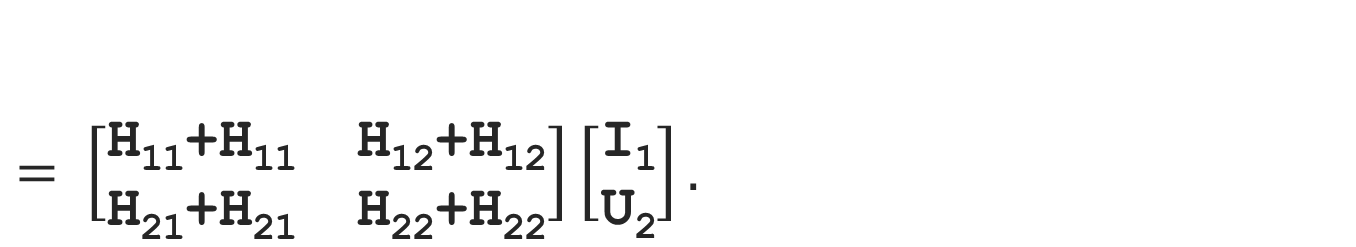 = [H₁₁+H₁₁ H₁₂+H₁₂] [I₁]
[H₂₁+H₂₁ H₂₂+H₂₂] [U₂] .